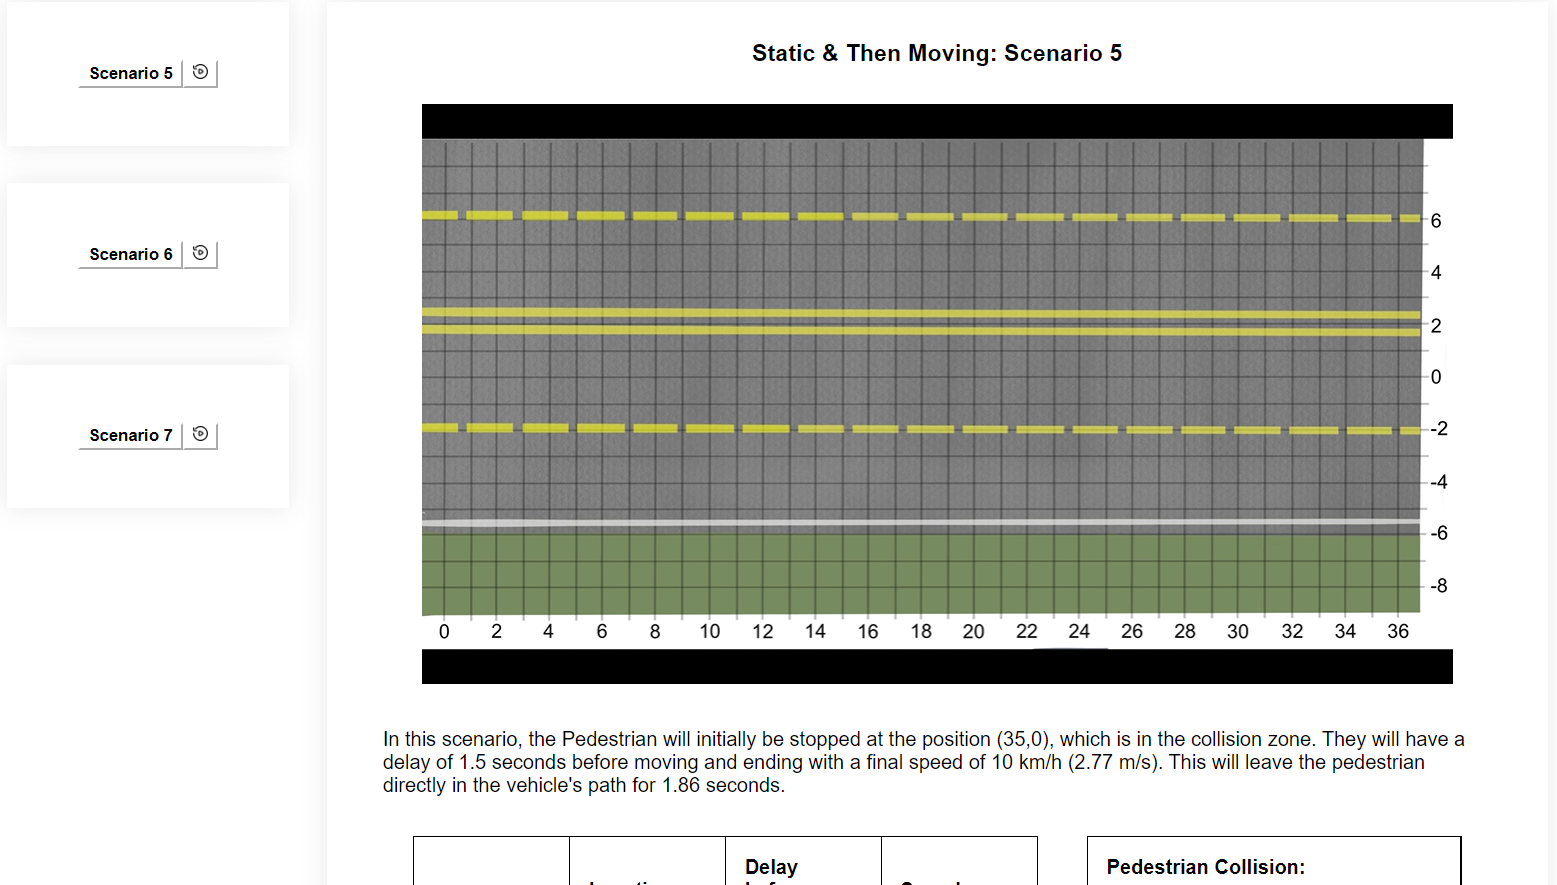 Scenario 5
Scenario 6
Scenario 7
Static & Then Moving: Scenario 5
6
4
2
0
-2
-4
-6
-8
0 2 4 6 8 10 12 14 16 18 20 22 24 26 28 30 32 34 36
In this scenario, the Pedestrian will initially be stopped at the position (35,0), which is in the collision zone. They will have a
delay of 1.5 seconds before moving and ending with a final speed of 10 km/h (2.77 m/s). This will leave the pedestrian
directly in the vehicle's path for 1.86 seconds.
Delay
Pedestrian Collision: